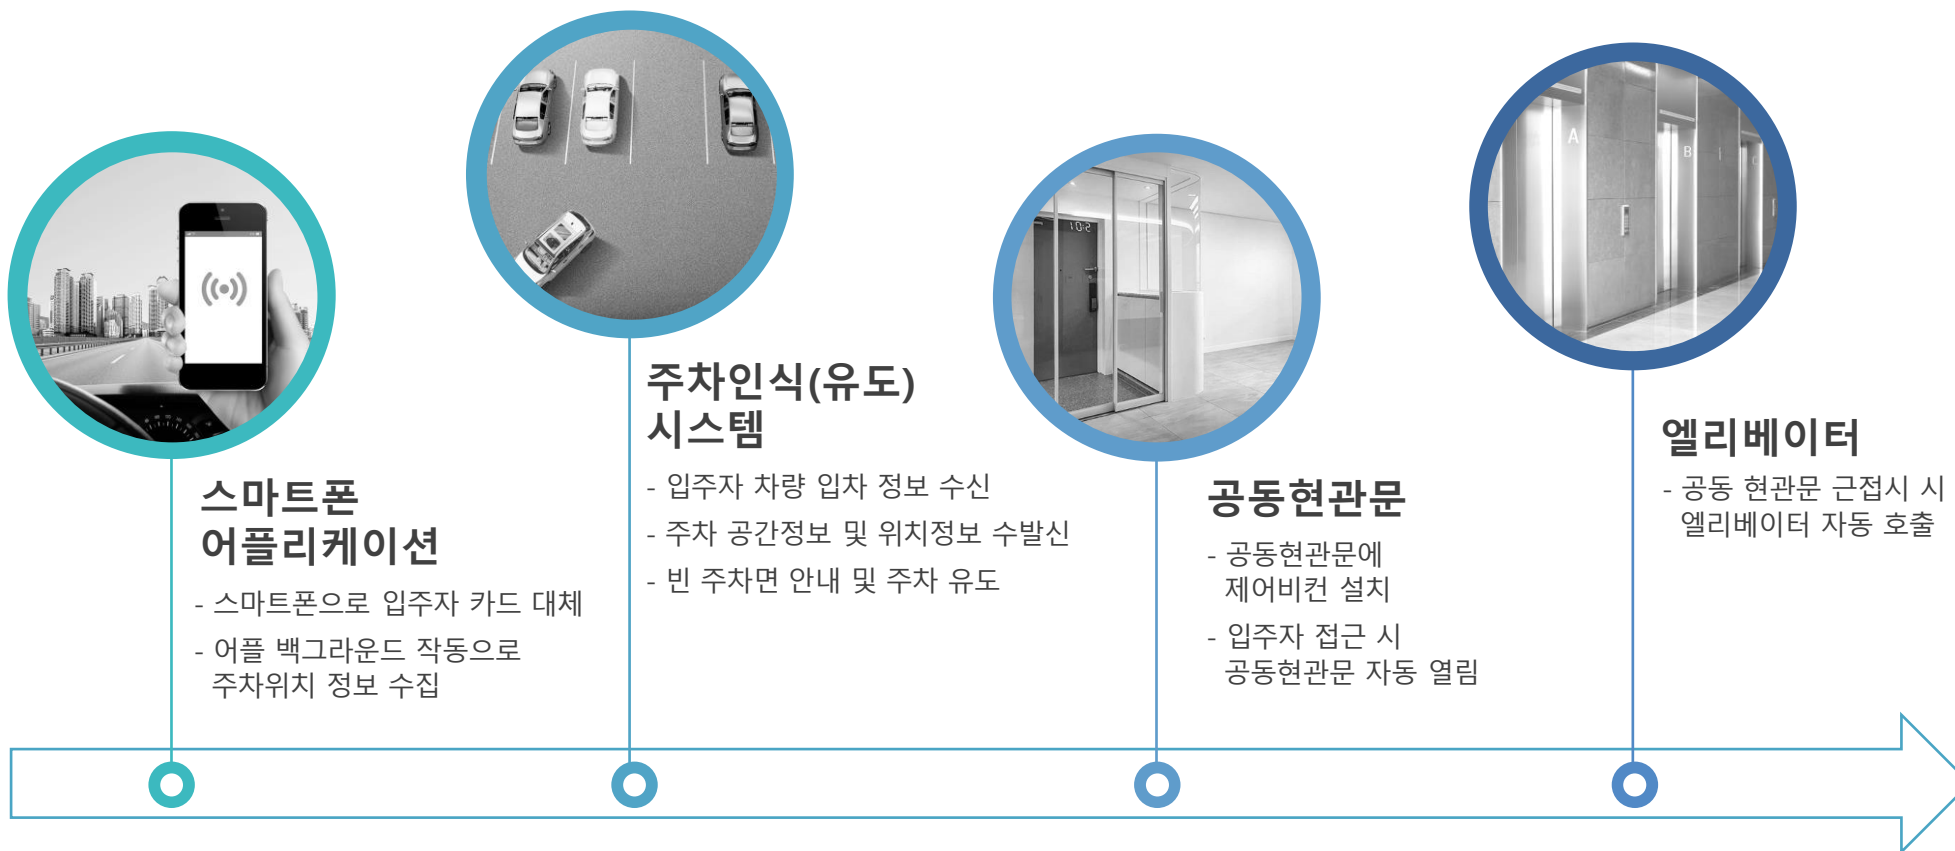 스마트폰
어플리케이션
- 스마트폰으로 입주자 카드 대체
- 어플 백그라운드 작동으로
주차위치 정보 수집
주차인식(유도)
시스템
- 입주자 차량 입차 정보 수신
- 주차 공간정보 및 위치정보 수발신
- 빈 주차면 안내 및 주차 유도
공동현관문
- 공동현관문에
제어비컨 설치
- 입주자 접근 시
공동현관문 자동 열림
엘리베이터
- 공동 현관문 근접시 시
엘리베이터 자동 호출
A
B
C